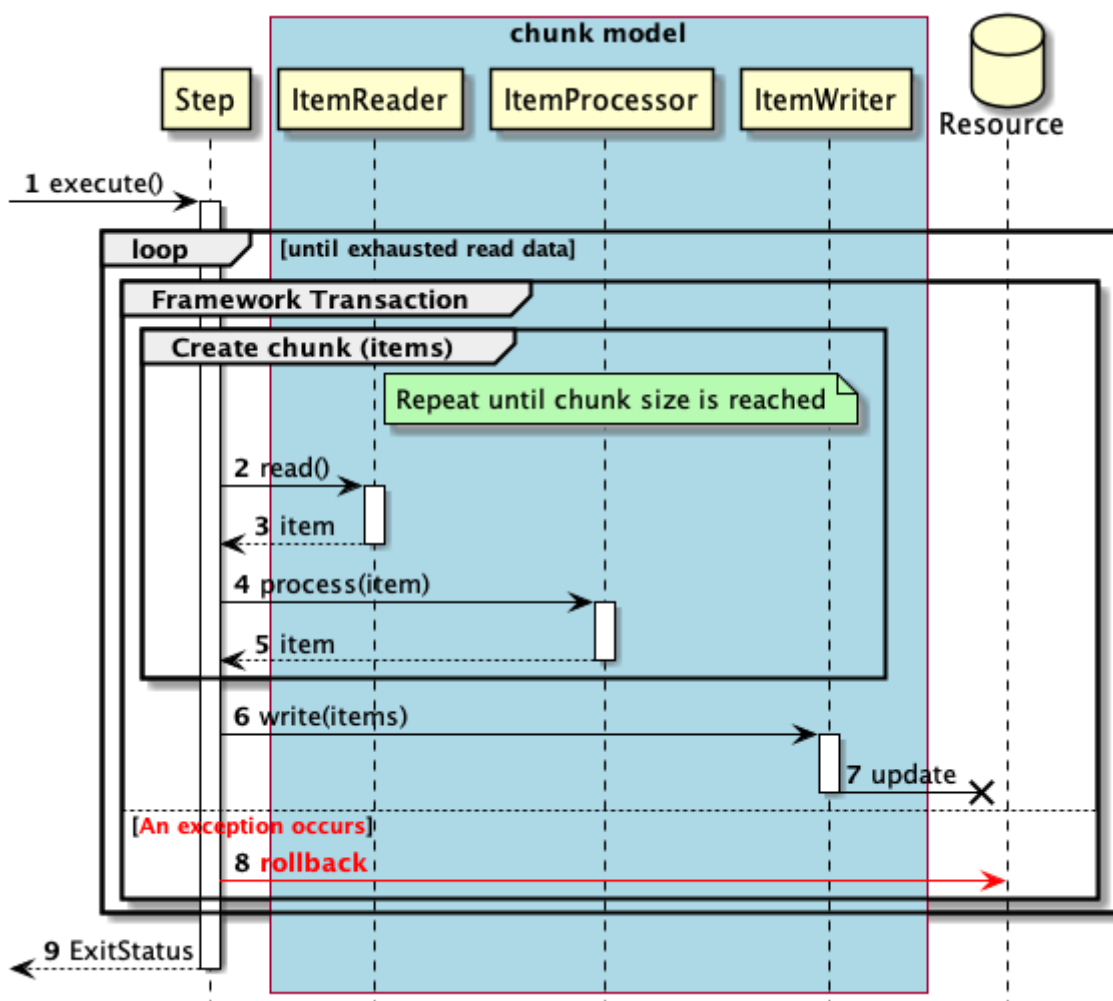 chunk model
Step
ItemReader
ItemProcessor
ItemWriter
Resource
1 execute()
loop
[until exhausted read data]
Framework Transaction
Create chunk (items)
Repeat until chunk size is reached
2 read()
3 item
4 process(item)
5 item
6 write(items)
7 update
[An exception occurs]
8 rollback
9 ExitStatus